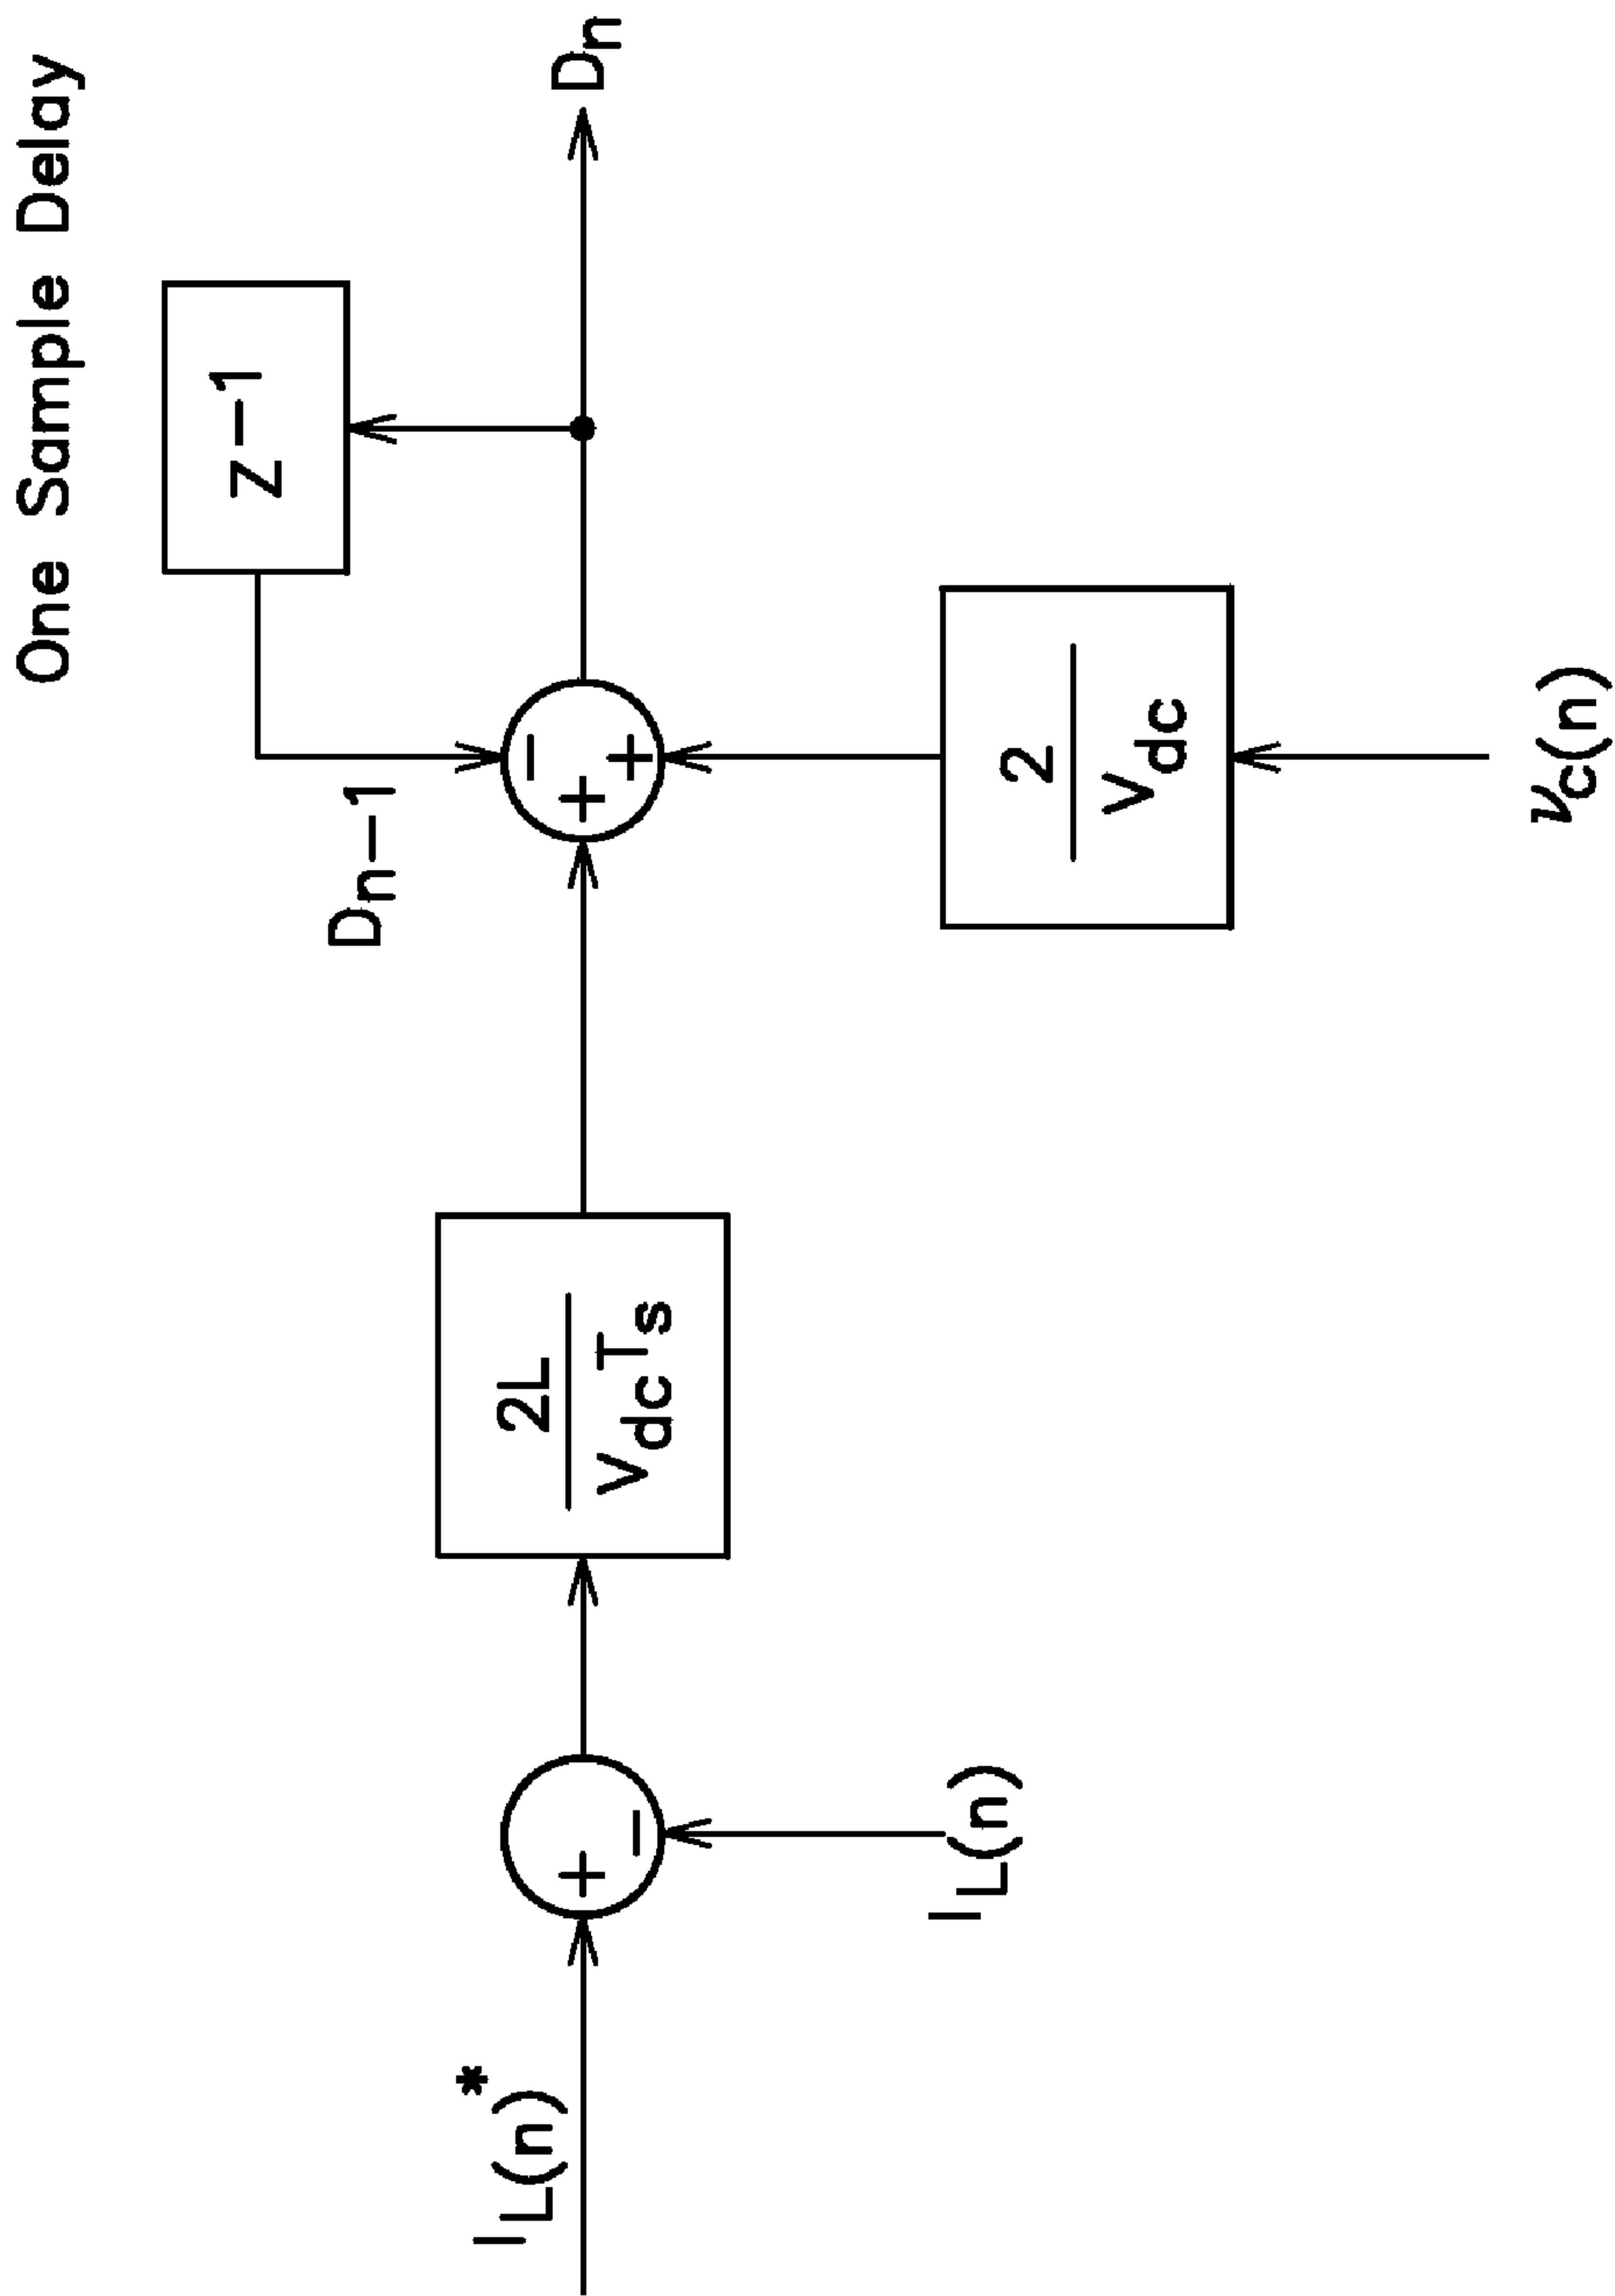 One Sample Delay
z-1
Dn-1
Dn
IL(n)*
+
-
2L
VdcTs
-
+
+
IL(n)
2
Vdc
νc(n)